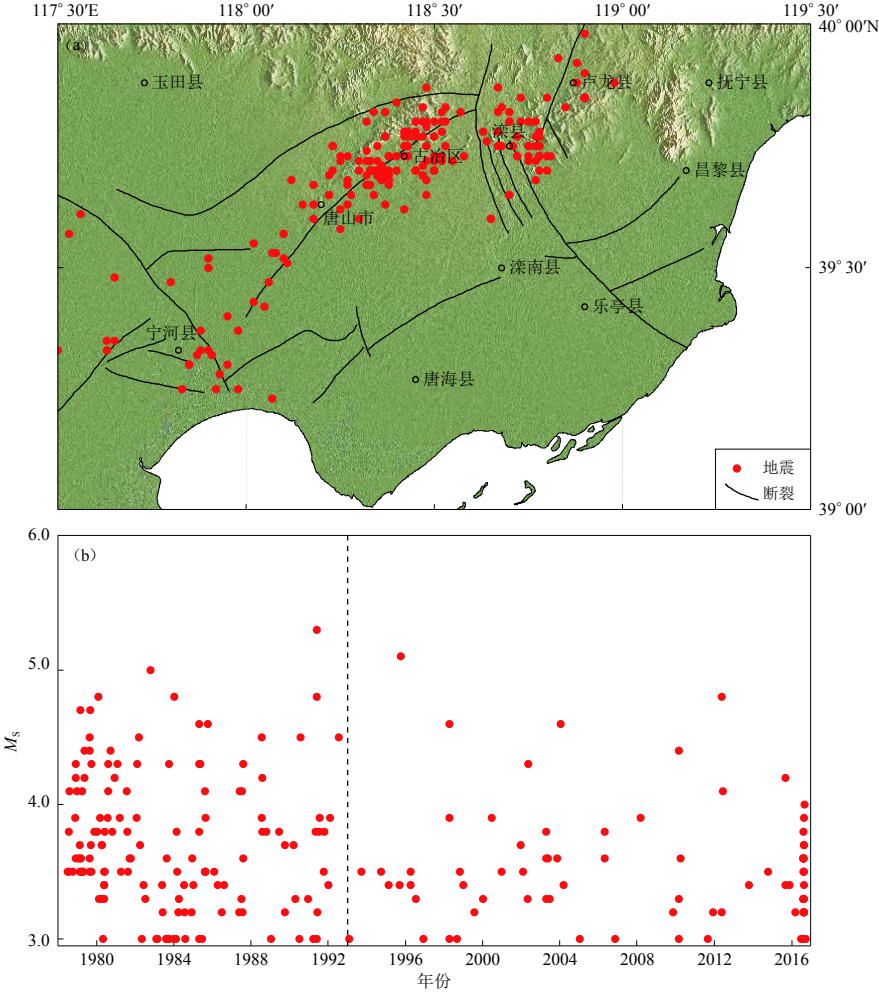 117° 30′E 118° 00′ 118° 30′ 119° 00′ 119° 30′
40° 00′N
(a)
玉田县
卢龙县
抚宁县
滦县
古冶区
昌黎县
唐山市
39° 30′
滦南县
乐亭县
宁河县
唐海县
地震
断裂
39° 00′
6.0
(b)
5.0
Ms
4.0
3.0
1980 1984 1988 1992 1996 2000 2004 2008 2012 2016
年份